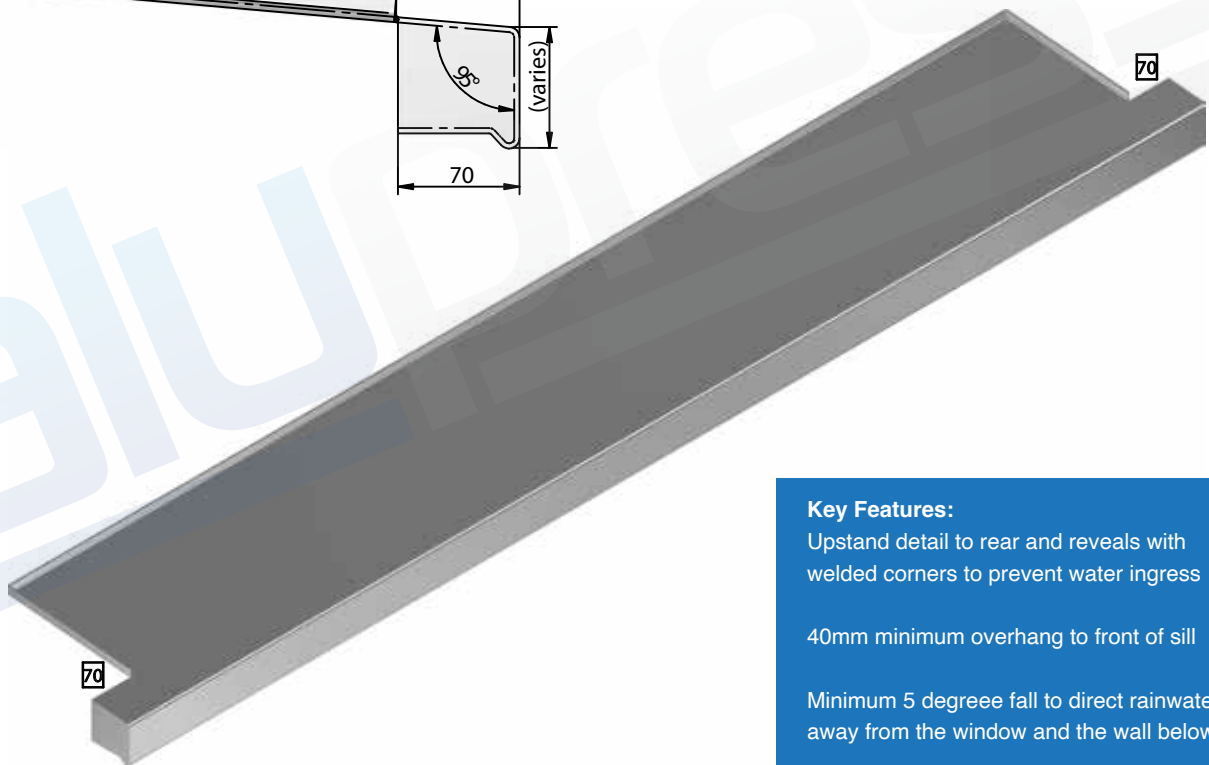 95°
(varies)
70
70
70
alupres
Key Features:
Upstand detail to rear and reveals with
welded corners to prevent water ingress
40mm minimum overhang to front of sill
Minimum 5 degreee fall to direct rainwate
away from the window and the wall below